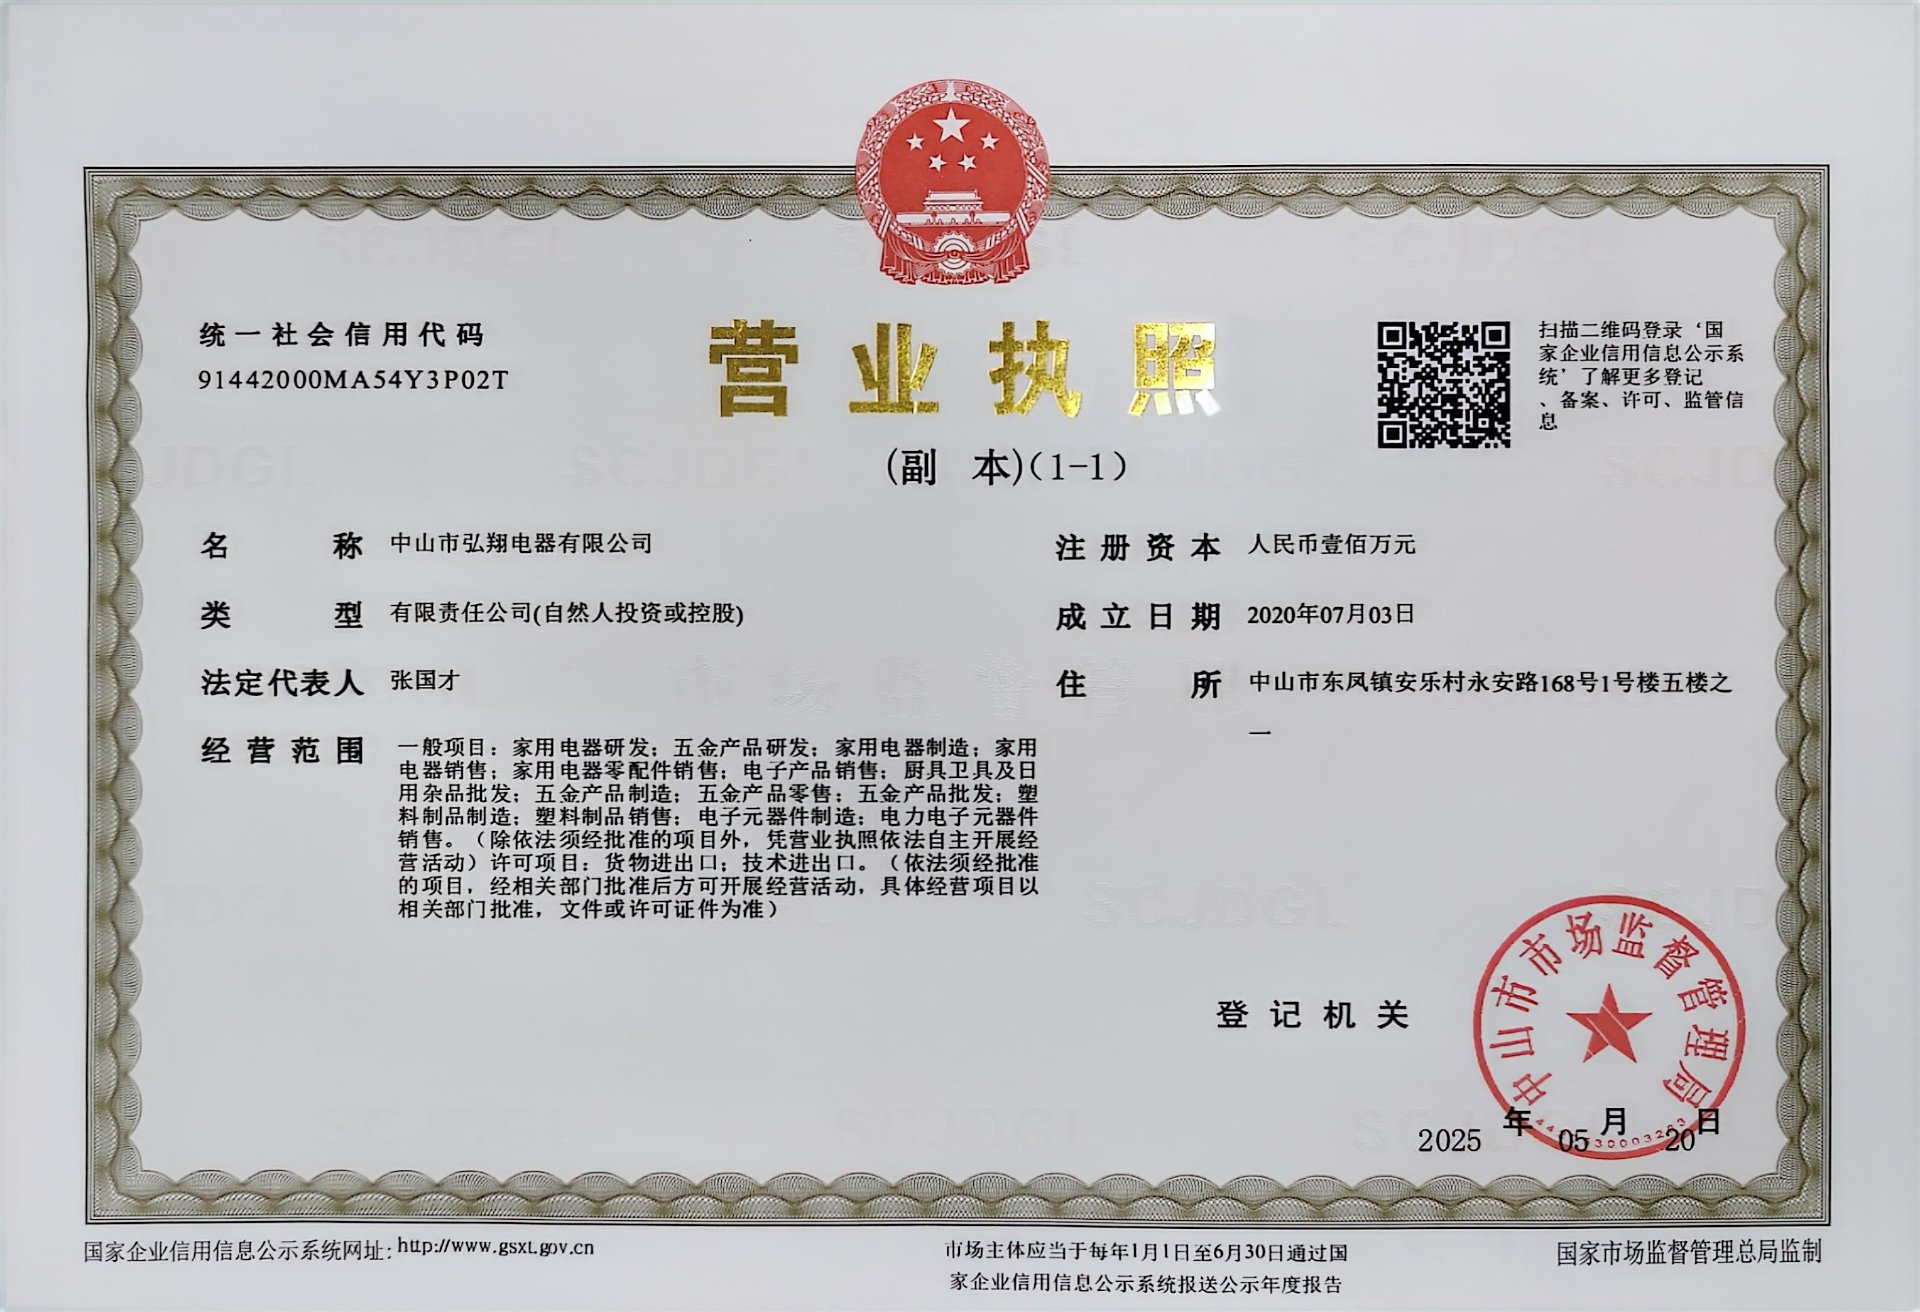 统一社会信用代码
91442000MA54Y3P02T
营业执照
(副 本)(1-1)
扫描二维码登录‘国
家企业信用信息公示系
统’了解更多登记
、备案、许可、监管信
息
名 称 中山市弘翔电器有限公司
类 型 有限责任公司(自然人投资或控股)
法定代表人 张国才
经营范围 一般项目：家用电器研发；五金产品研发；家用电器制造；家用
电器销售；家用电器零配件销售；电子产品销售；厨具卫具及日
用杂品批发；五金产品制造；五金产品零售；五金产品批发；塑
料制品制造；塑料制品销售；电子元器件制造；电力电子元器件
销售。（除依法须经批准的项目外，凭营业执照依法自主开展经
营活动）许可项目：货物进出口；技术进出口。（依法须经批准
的项目，经相关部门批准后方可开展经营活动，具体经营项目以
相关部门批准，文件或许可证件为准）
注册资本 人民币壹佰万元
成立日期 2020年07月03日
住 所 中山市东凤镇安乐村永安路168号1号楼五楼之
一
登记机关
中山市市场监督管理局
2025 年 05 月 20 日
国家企业信用信息公示系统网址：http://www.gsxt.gov.cn
市场主体应当于每年1月1日至6月30日通过国
家企业信用信息公示系统报送公示年度报告
国家市场监督管理总局监制